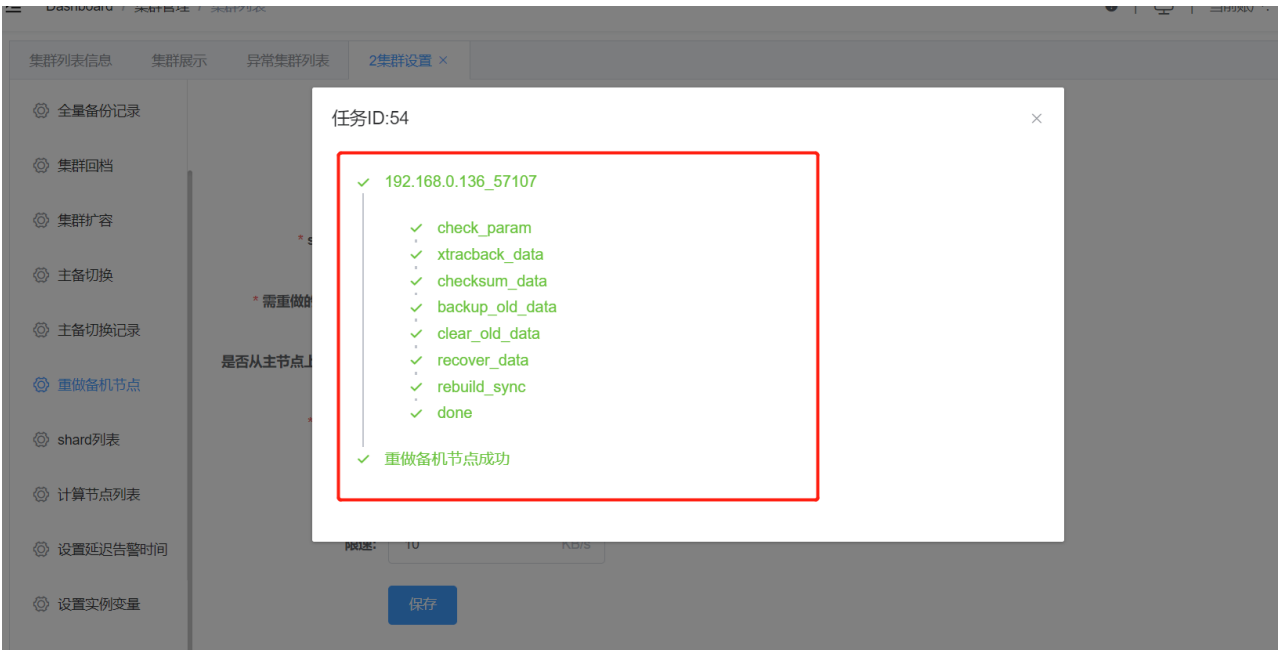 Dashboard / 集群管理 / 集群列表
当前账户:
集群列表信息 集群展示 异常集群列表 2集群设置 ×
全量备份记录
集群回档
集群扩容
主备切换
主备切换记录
重做备机节点
shard列表
计算节点列表
设置延迟告警时间
设置实例变量
* s
* 需重做的
是否从主节点上
*
限速: 10 KB/s
保存
任务ID:54 ×
192.168.0.136_57107
check_param
xtracback_data
checksum_data
backup_old_data
clear_old_data
recover_data
rebuild_sync
done
重做备机节点成功